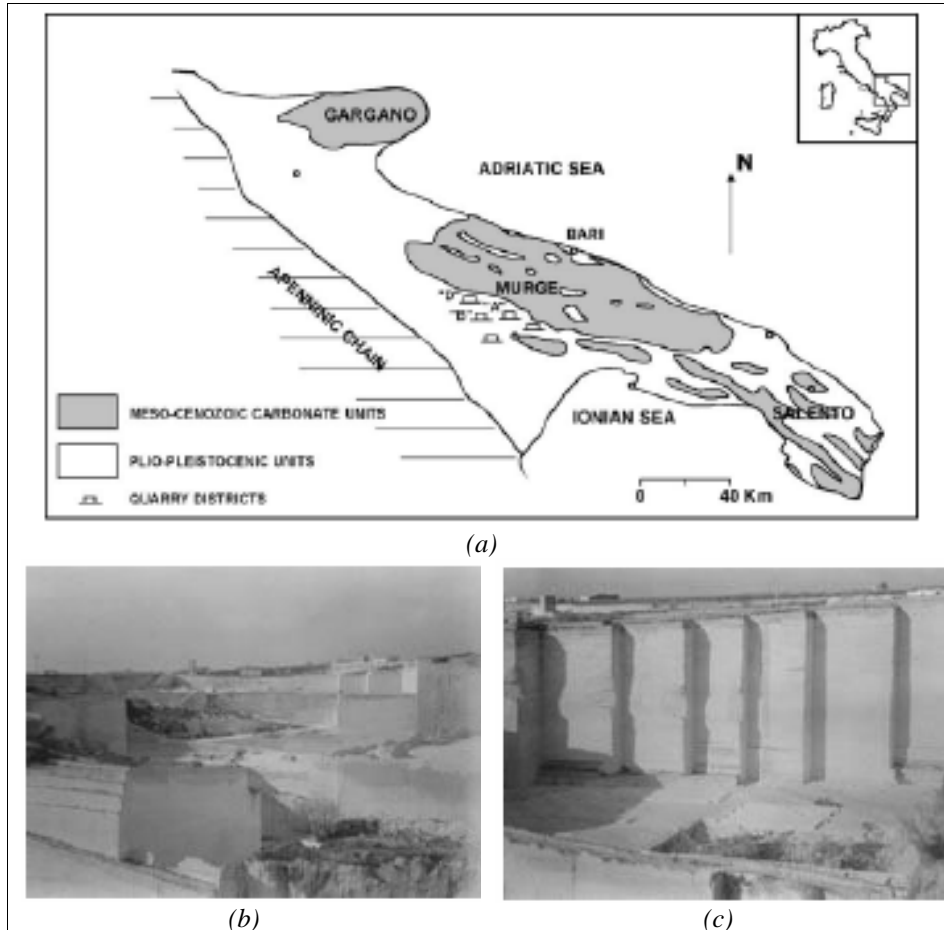 GARGANO
ADRIATIC SEA
N
BARI
MURGE
"D"
"A"
"B"
APENNINIC CHAIN
MESO-CENOZOIC CARBONATE UNITS
IONIAN SEA
SALENTO
PLIO-PLEISTOCENIC UNITS
QUARRY DISTRICTS
0 40 Km
(a)
(b)
(c)